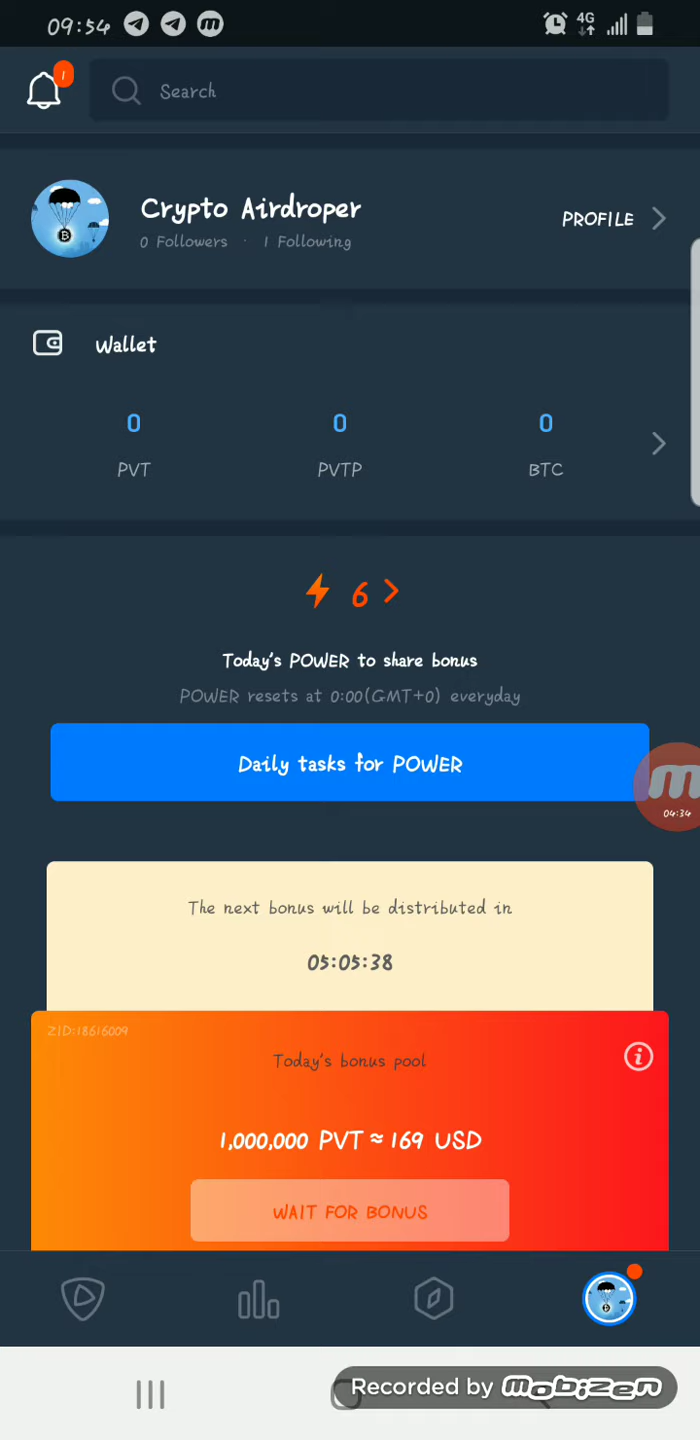 09:54
4G
1
Search
Crypto Airdroper
0 Followers · 1 Following
PROFILE
Wallet
0 0 0
PVT PVTP BTC
6
Today's POWER to share bonus
POWER resets at 0:00(GMT+0) everyday
Daily tasks for POWER
04:34
The next bonus will be distributed in
05:05:38
ZID:18616009
Today's bonus pool
1,000,000 PVT ≈ 169 USD
WAIT FOR BONUS
Recorded by mobizen